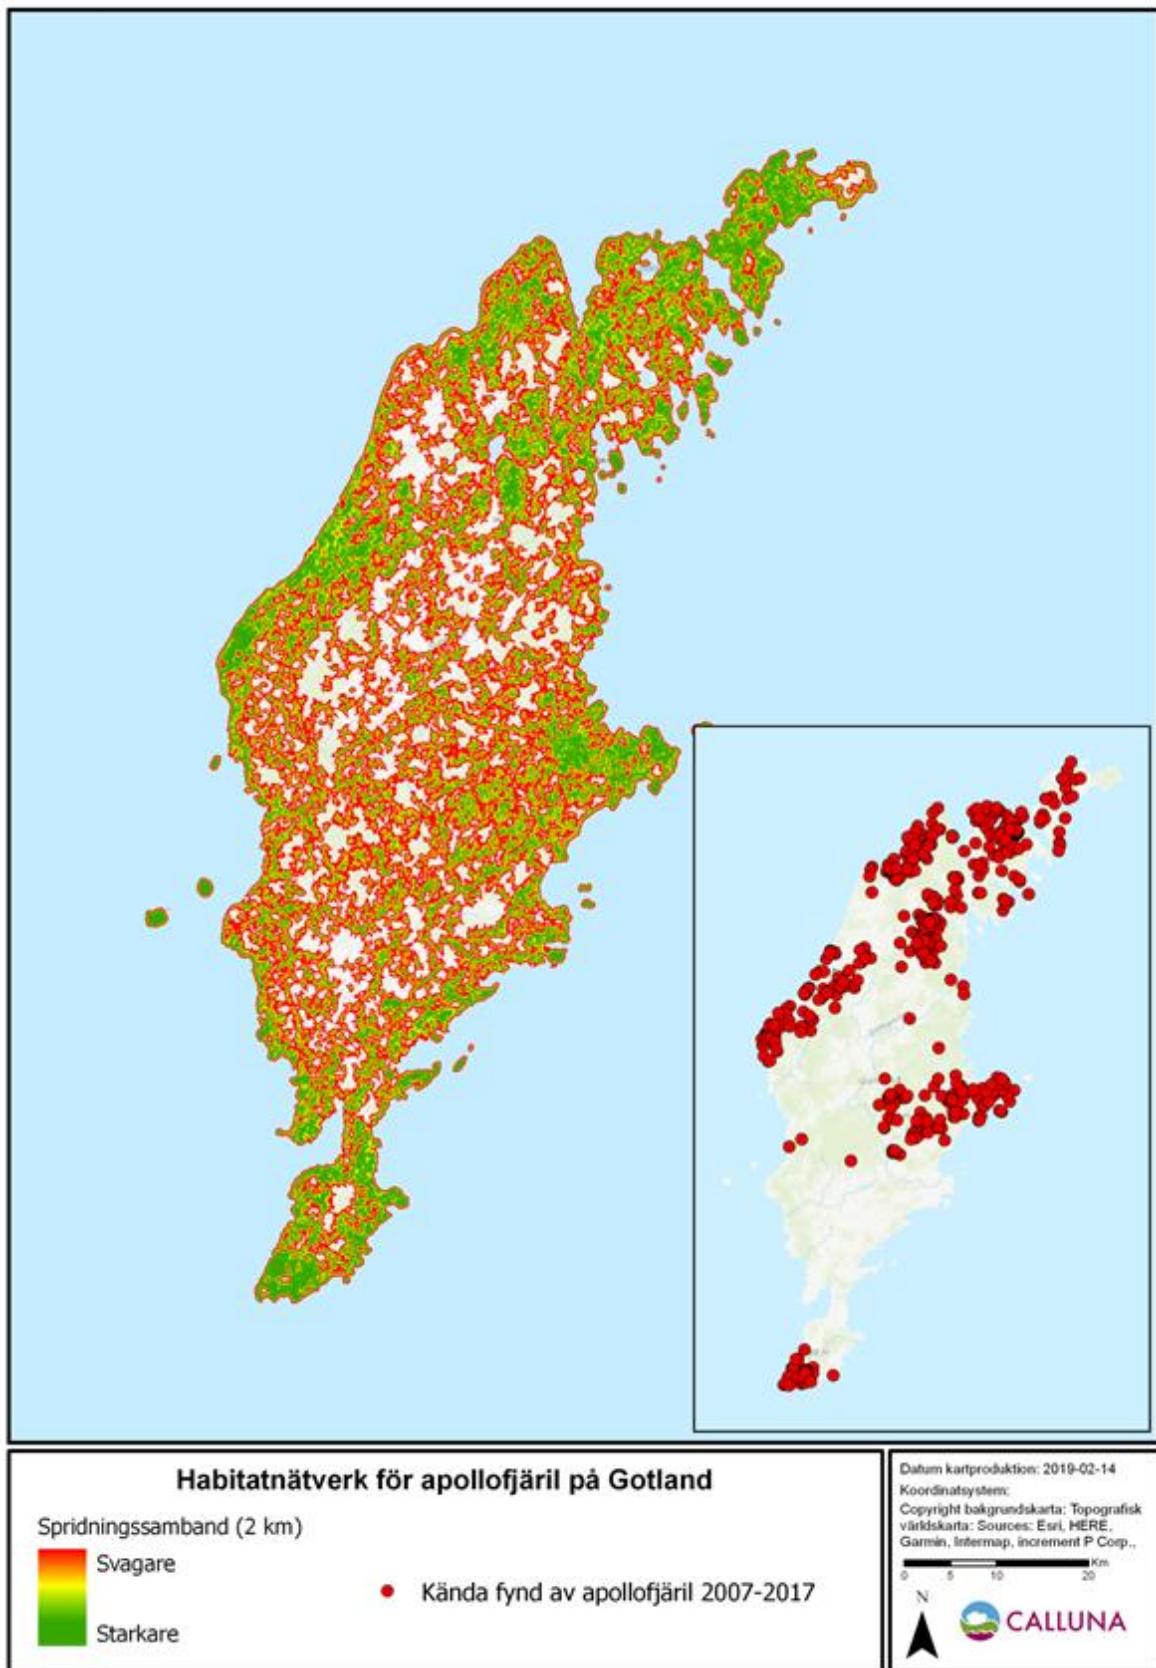 Habitatnätverk för apollofjäril på Gotland
Spridningssamband (2 km)
Svagare
Starkare
Kända fynd av apollofjäril 2007-2017
Datum kartproduktion: 2019-02-14
Koordinatsystem:
Copyright bakgrundskarta: Topografisk
världskarta: Sources: Esri, HERE,
Garmin, Intermap, increment P Corp.,
Km
0 5 10 20
N
CALLUNA